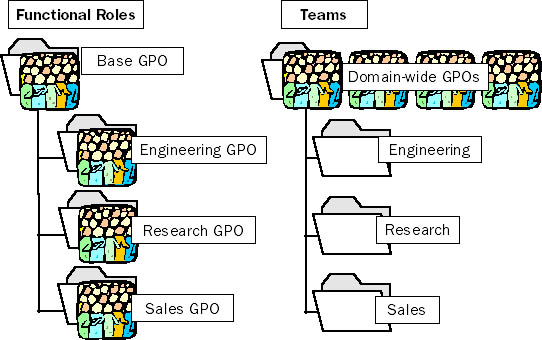 Functional Roles
Base GPO
Engineering GPO
Research GPO
Sales GPO
Teams
Domain-wide GPOs
Engineering
Research
Sales